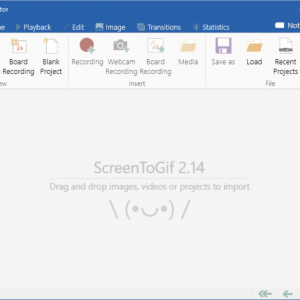 tor
Playback
Edit
Image
Transitions
Statistics
Not
Board Recording
Blank Project
Recording
Webcam Recording
Board Recording
Media
Save as
Load
Recent Projects
w
Insert
File
ScreenToGif 2.14
Drag and drop images, videos or projects to import
\ (•◡•) /